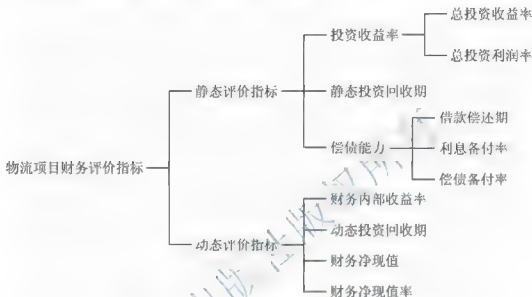 物流项目财务评价指标
静态评价指标
投资收益率
总投资收益率
总投资利润率
静态投资回收期
偿债能力
借款偿还期
利息备付率
偿债备付率
动态评价指标
财务内部收益率
动态投资回收期
财务净现值
财务净现值率